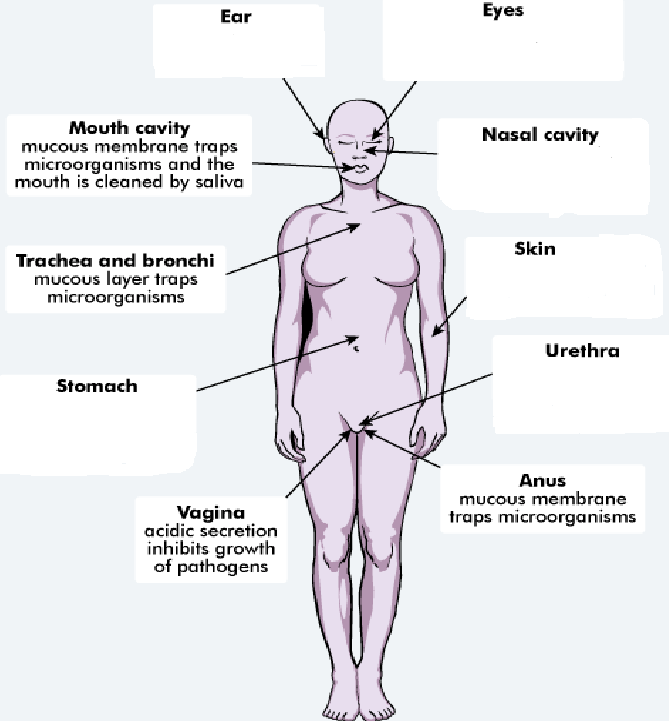 Ear
Eyes
Mouth cavity
mucous membrane traps
microorganisms and the
mouth is cleaned by saliva
Nasal cavity
Trachea and bronchi
mucous layer traps
microorganisms
Skin
Stomach
Urethra
Vagina
acidic secretion
inhibits growth
of pathogens
Anus
mucous membrane
traps microorganisms